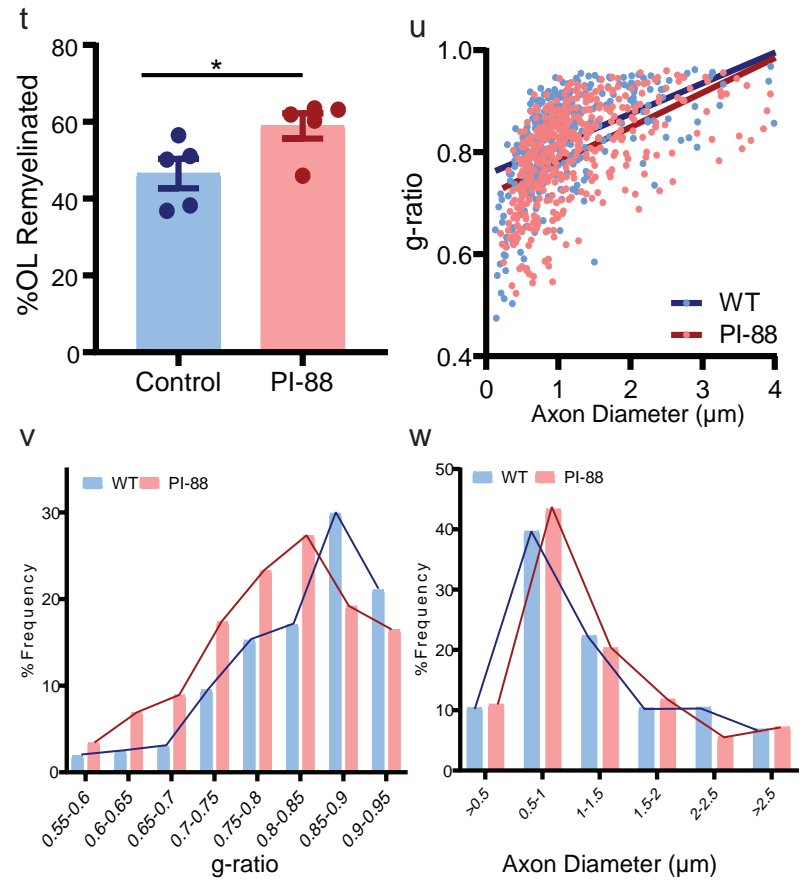 t
%OL Remyelinated
80
60
40
20
0
*
Control
PI-88
u
g-ratio
1.0
0.8
0.6
0.4
WT
PI-88
0
1
2
3
4
Axon Diameter (µm)
v
WT
PI-88
%Frequency
30
20
10
0
0.55-0.6
0.6-0.65
0.65-0.7
0.7-0.75
0.75-0.8
0.8-0.85
0.85-0.9
0.9-0.95
g-ratio
w
WT
PI-88
%Frequency
50
40
30
20
10
0
>0.5
0.5-1
1-1.5
1.5-2
2-2.5
>2.5
Axon Diameter (µm)